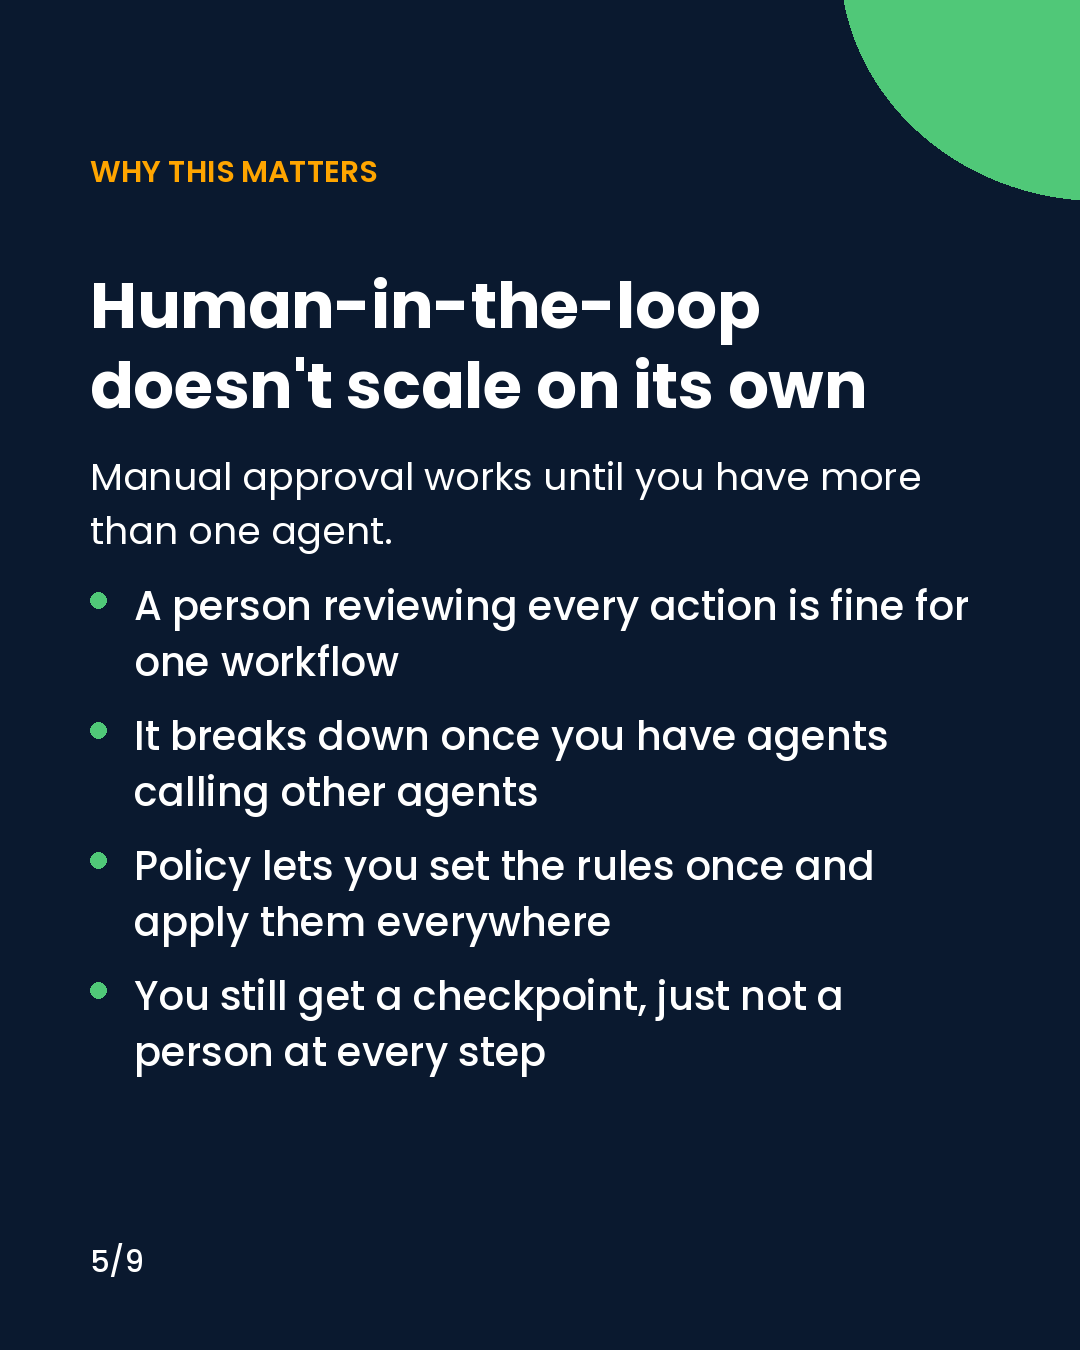 WHY THIS MATTERS
Human-in-the-loop
doesn't scale on its own
Manual approval works until you have more
than one agent.
A person reviewing every action is fine for
one workflow
It breaks down once you have agents
calling other agents
Policy lets you set the rules once and
apply them everywhere
You still get a checkpoint, just not a
person at every step
5/9